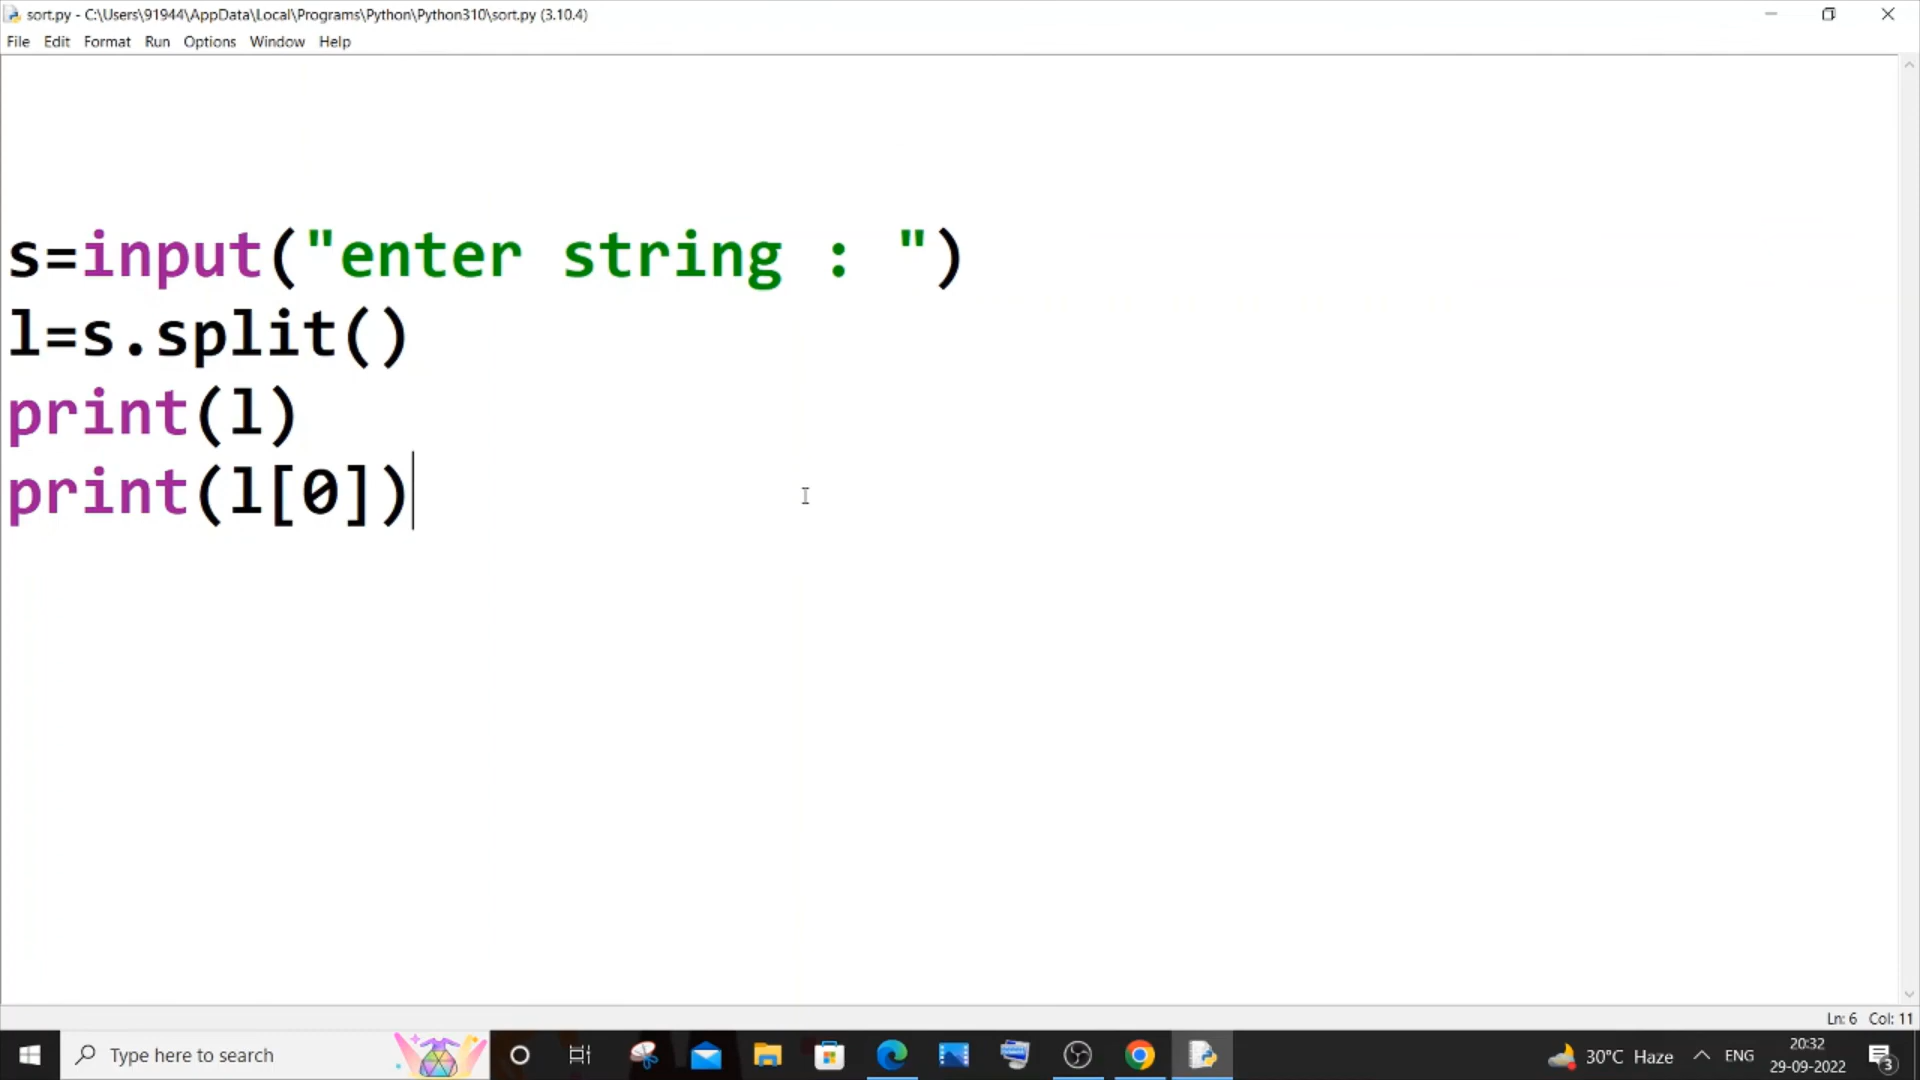 sort.py - C:\Users\91944\AppData\Local\Programs\Python\Python310\sort.py (3.10.4)
File Edit Format Run Options Window Help
s=input("enter string : ")
l=s.split()
print(l)
print(l[0])
Ln: 6 Col: 11
Type here to search
30°C Haze
ENG
20:32
29-09-2022
3